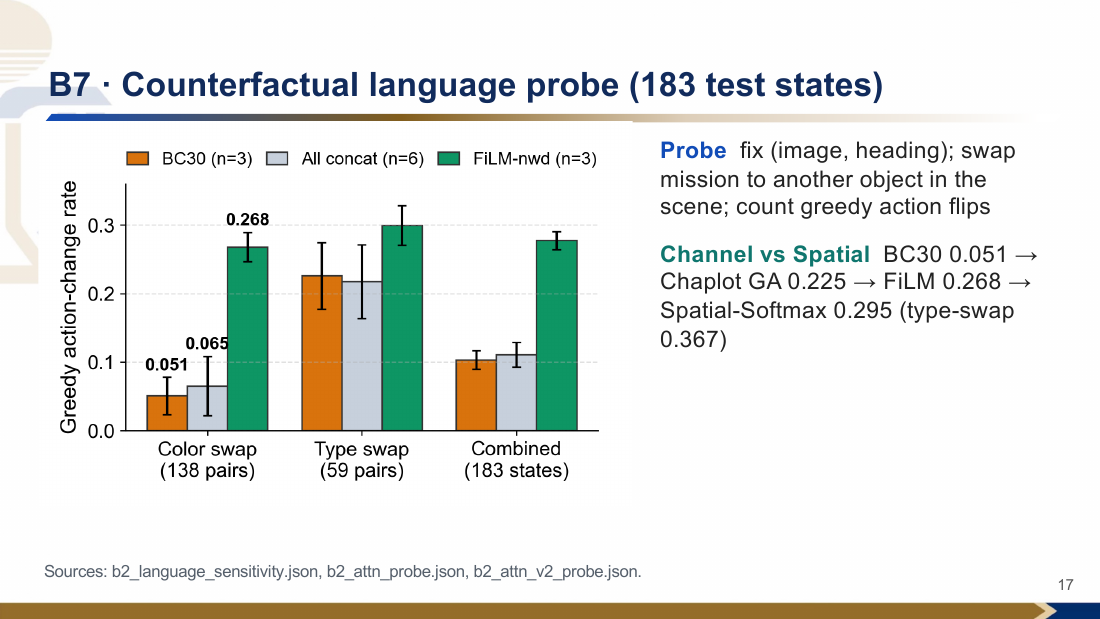 B7 · Counterfactual language probe (183 test states)
BC30 (n=3) All concat (n=6) FiLM-nwd (n=3)
Greedy action-change rate
0.3
0.2
0.1
0.0
0.051
0.065
0.268
Color swap
(138 pairs)
Type swap
(59 pairs)
Combined
(183 states)
Probe fix (image, heading); swap
mission to another object in the
scene; count greedy action flips
Channel vs Spatial BC30 0.051 →
Chaplot GA 0.225 → FiLM 0.268 →
Spatial-Softmax 0.295 (type-swap
0.367)
Sources: b2_language_sensitivity.json, b2_attn_probe.json, b2_attn_v2_probe.json.
17